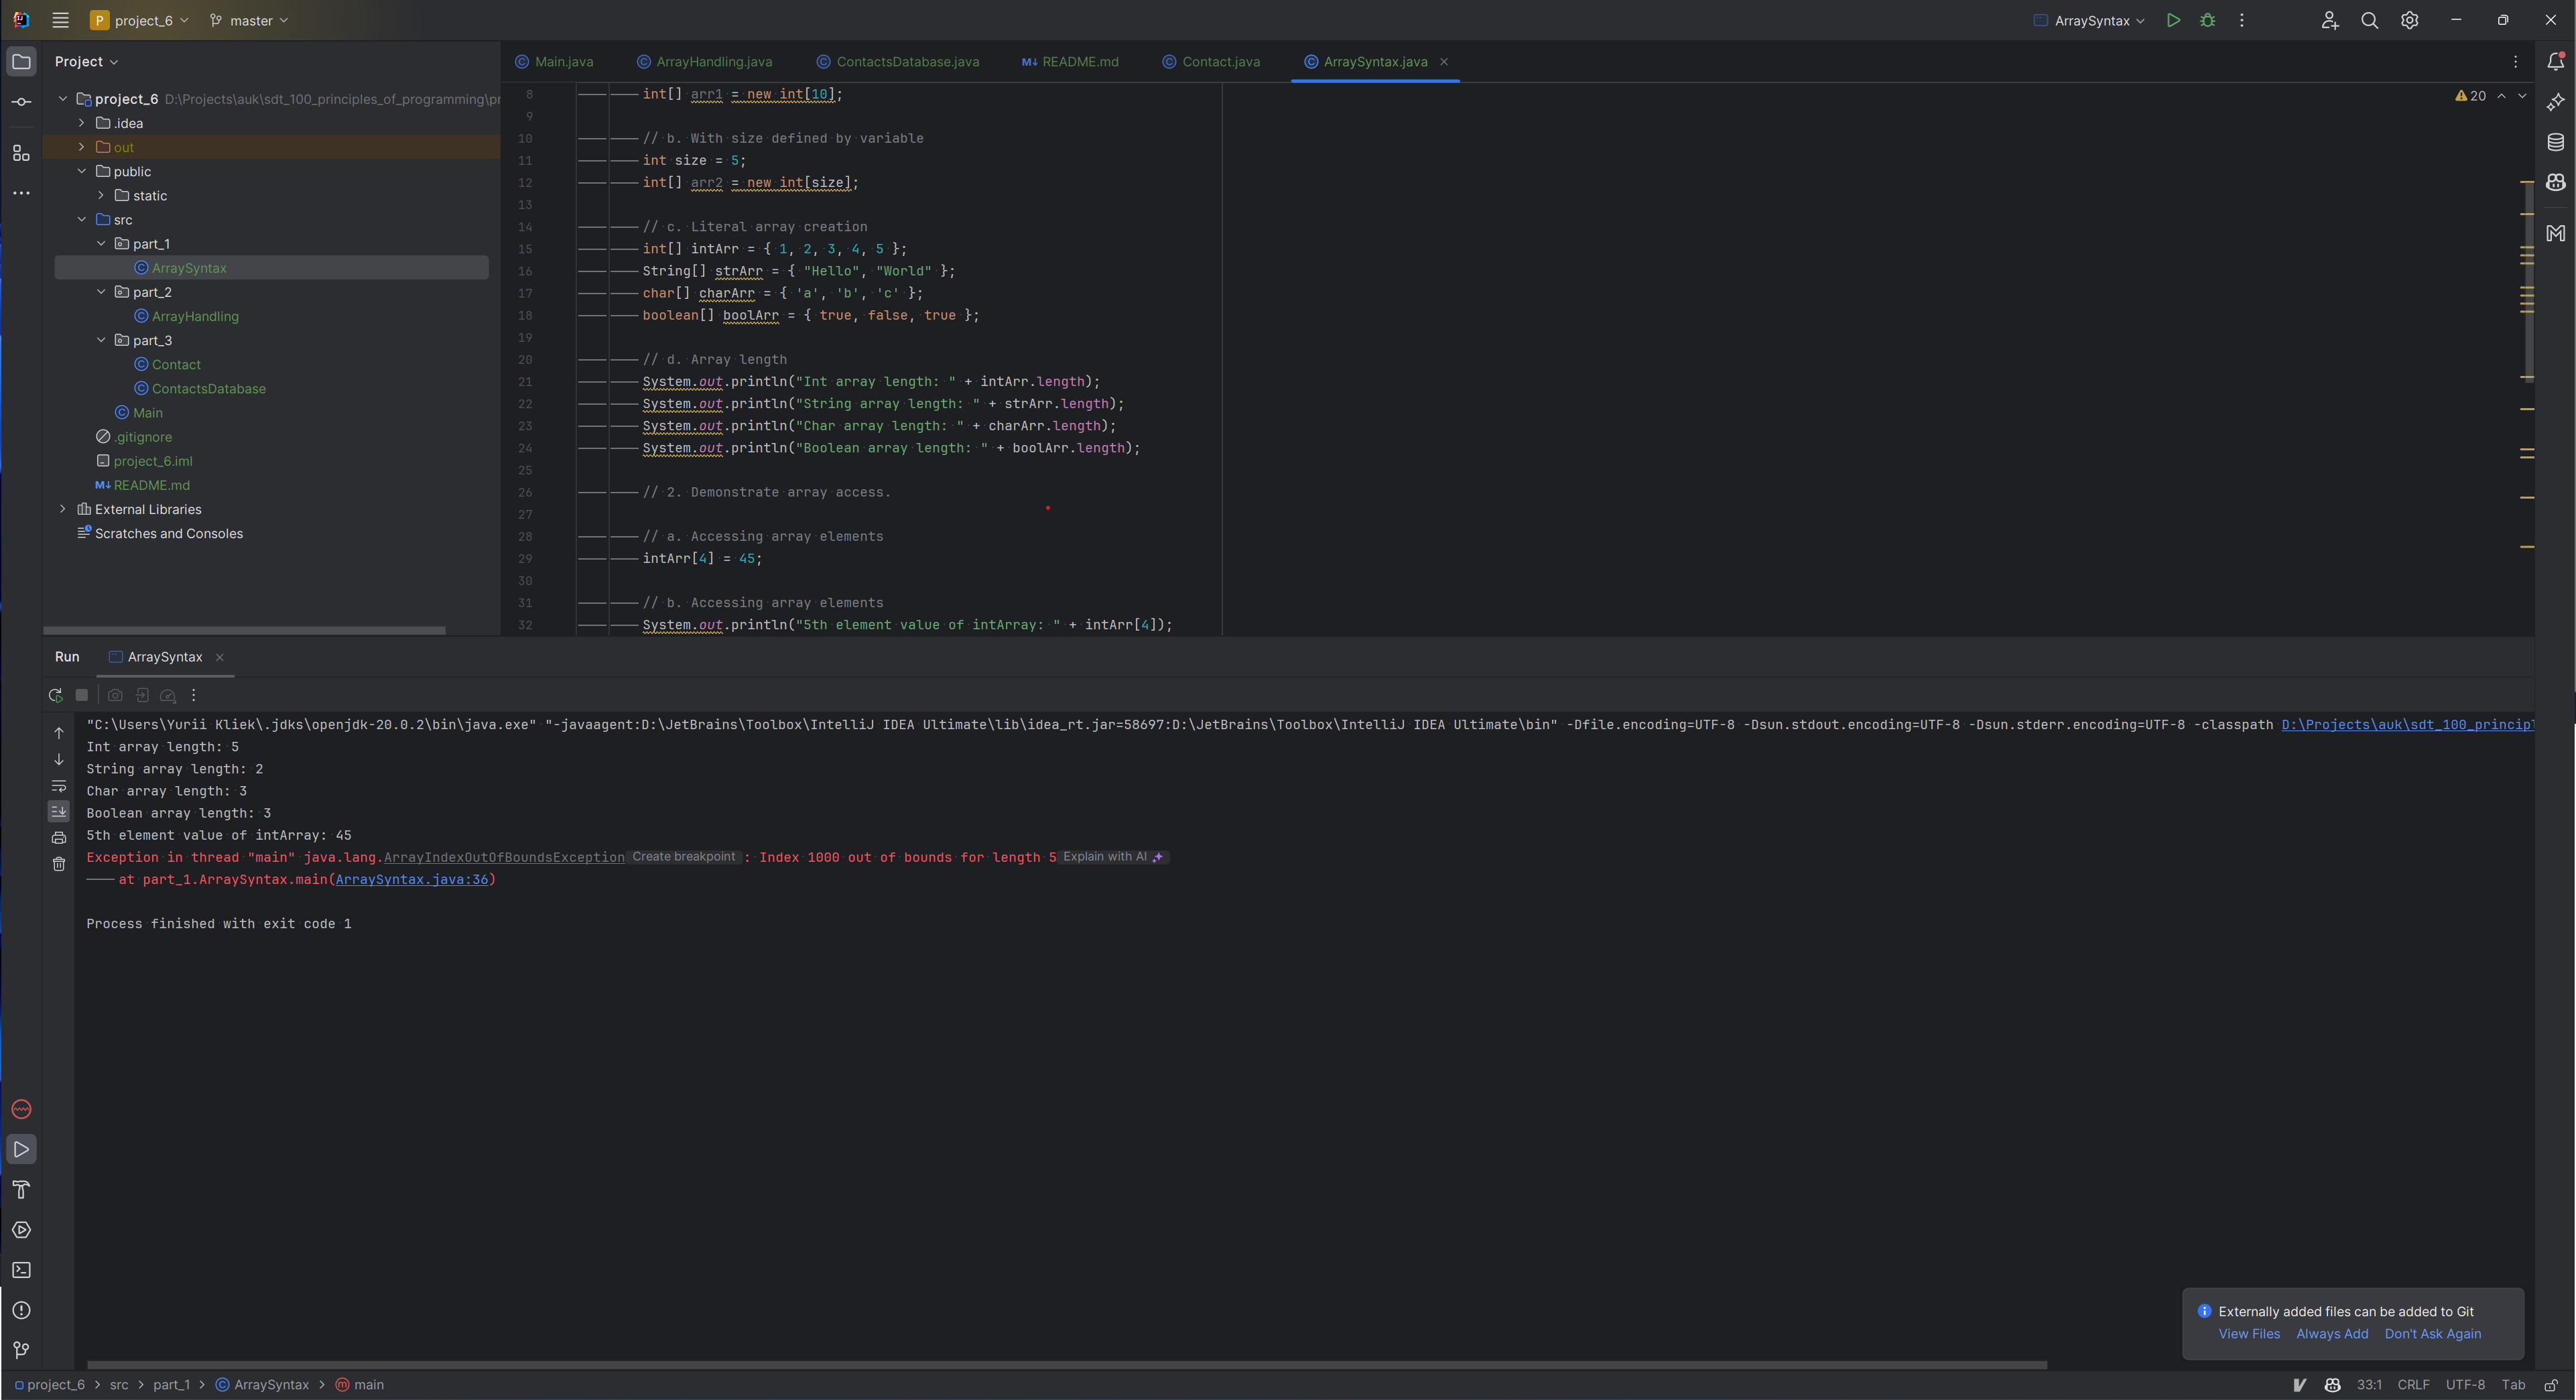 P project_6 master ArraySyntax
Project
Main.java ArrayHandling.java ContactsDatabase.java M↓ README.md Contact.java ArraySyntax.java
project_6 D:\Projects\auk\sdt_100_principles_of_programming\pr
.idea
out
public
static
src
part_1
ArraySyntax
part_2
ArrayHandling
part_3
Contact
ContactsDatabase
Main
.gitignore
project_6.iml
M↓ README.md
External Libraries
Scratches and Consoles
20
8 int[] arr1 = new int[10];
9
10 // b. With size defined by variable
11 int size = 5;
12 int[] arr2 = new int[size];
13
14 // c. Literal array creation
15 int[] intArr = { 1, 2, 3, 4, 5 };
16 String[] strArr = { "Hello", "World" };
17 char[] charArr = { 'a', 'b', 'c' };
18 boolean[] boolArr = { true, false, true };
19
20 // d. Array length
21 System.out.println("Int array length: " + intArr.length);
22 System.out.println("String array length: " + strArr.length);
23 System.out.println("Char array length: " + charArr.length);
24 System.out.println("Boolean array length: " + boolArr.length);
25
26 // 2. Demonstrate array access.
27
28 // a. Accessing array elements
29 intArr[4] = 45;
30
31 // b. Accessing array elements
32 System.out.println("5th element value of intArray: " + intArr[4]);
Run ArraySyntax
"C:\Users\Yurii Kliek\.jdks\openjdk-20.0.2\bin\java.exe" "-javaagent:D:\JetBrains\Toolbox\IntelliJ IDEA Ultimate\lib\idea_rt.jar=58697:D:\JetBrains\Toolbox\IntelliJ IDEA Ultimate\bin" -Dfile.encoding=UTF-8 -Dsun.stdout.encoding=UTF-8 -Dsun.stderr.encoding=UTF-8 -classpath D:\Projects\auk\sdt_100_principl
Int array length: 5
String array length: 2
Char array length: 3
Boolean array length: 3
5th element value of intArray: 45
Exception in thread "main" java.lang.ArrayIndexOutOfBoundsException Create breakpoint : Index 1000 out of bounds for length 5 Explain with AI
at part_1.ArraySyntax.main(ArraySyntax.java:36)
Process finished with exit code 1
Externally added files can be added to Git
View Files Always Add Don't Ask Again
project_6 > src > part_1 > ArraySyntax > main
33:1 CRLF UTF-8 Tab